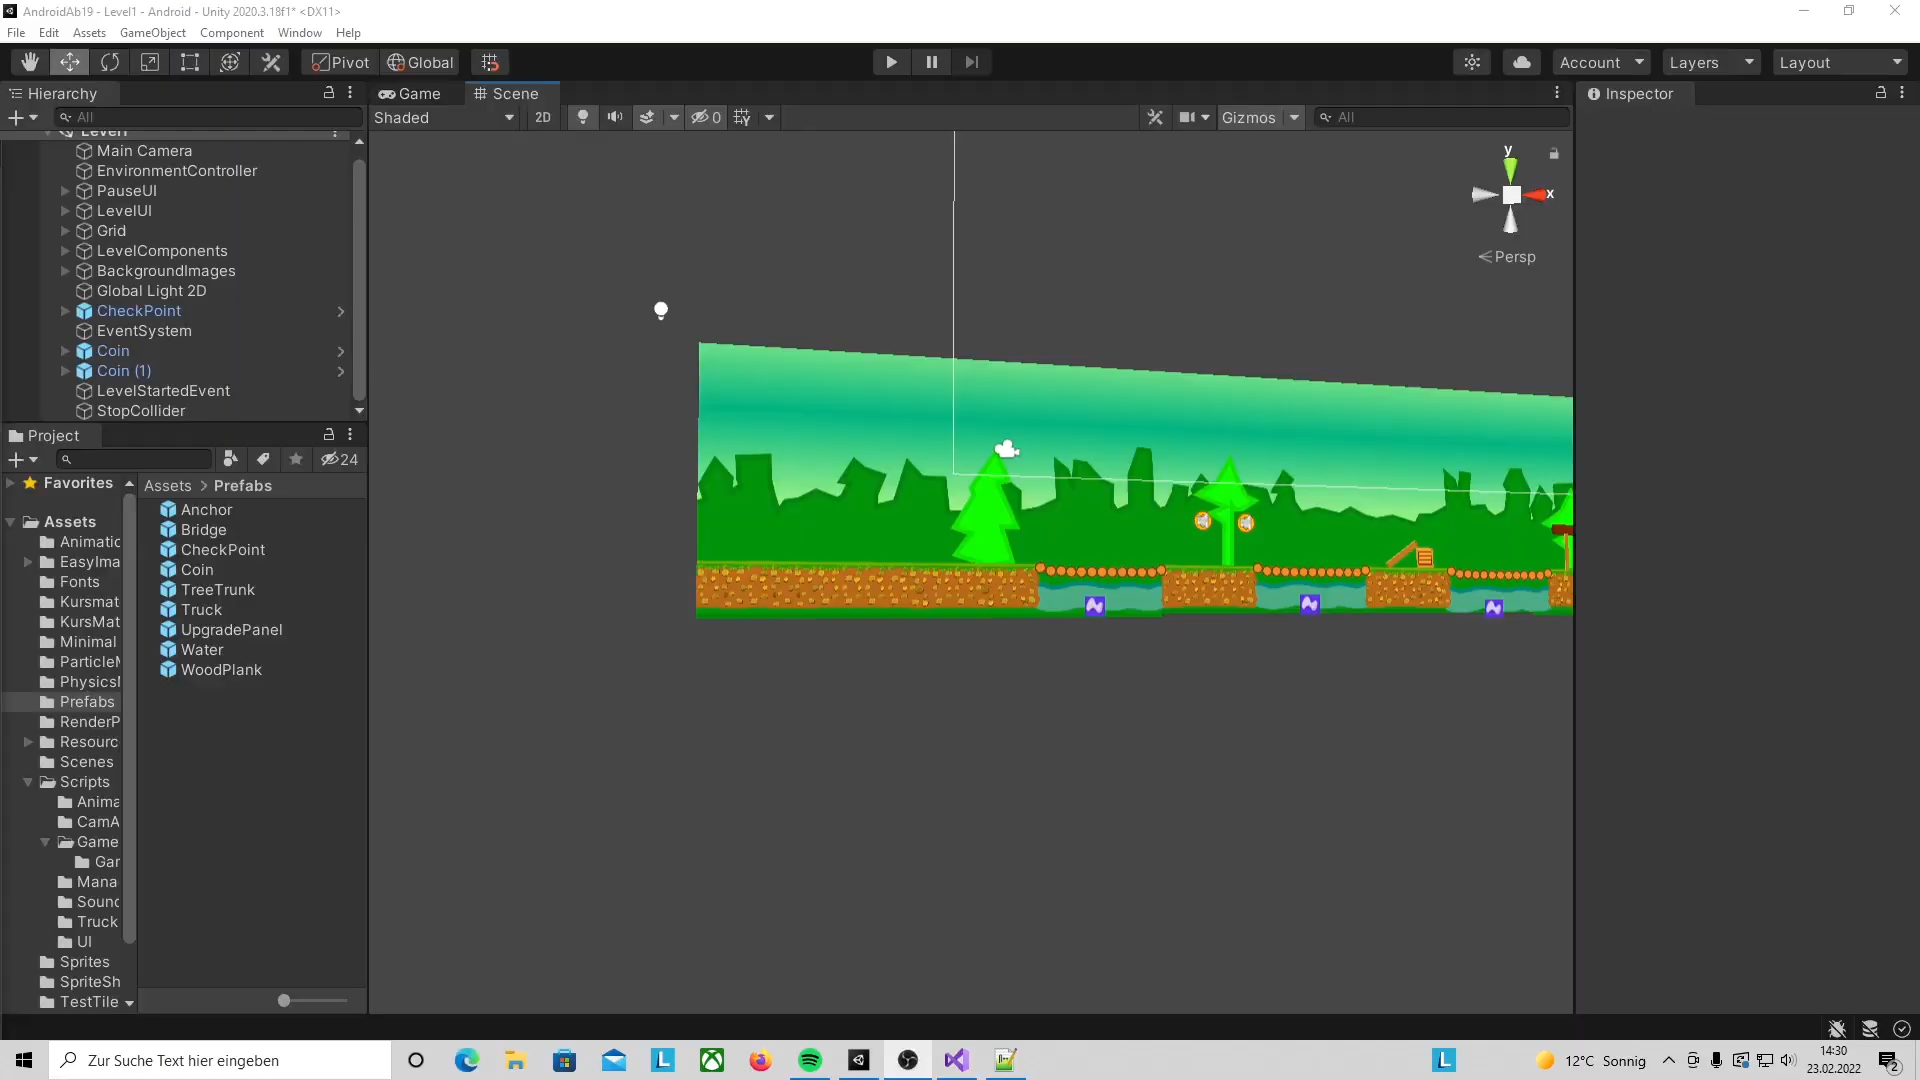 AndroidAb19 - Level1 - Android - Unity 2020.3.18f1* <DX11>
File Edit Assets GameObject Component Window Help
Pivot Global Account Layers Layout
Hierarchy
All
Level1
Main Camera
EnvironmentController
PauseUI
LevelUI
Grid
LevelComponents
BackgroundImages
Global Light 2D
CheckPoint
EventSystem
Coin
Coin (1)
LevelStartedEvent
StopCollider
Game Scene
Shaded 2D 0 Gizmos All
y
x
Persp
Inspector
Project
24
Favorites
Assets
Animatic
EasyIma
Fonts
Kursmat
KursMat
Minimal
Particle
Physics
Prefabs
RenderP
Resourc
Scenes
Scripts
Anima
CamA
Game
Gar
Mana
Sound
Truck
UI
Sprites
SpriteSh
TestTile
Assets > Prefabs
Anchor
Bridge
CheckPoint
Coin
TreeTrunk
Truck
UpgradePanel
Water
WoodPlank
Zur Suche Text hier eingeben
L
L
12°C Sonnig
14:30
23.02.2022
2